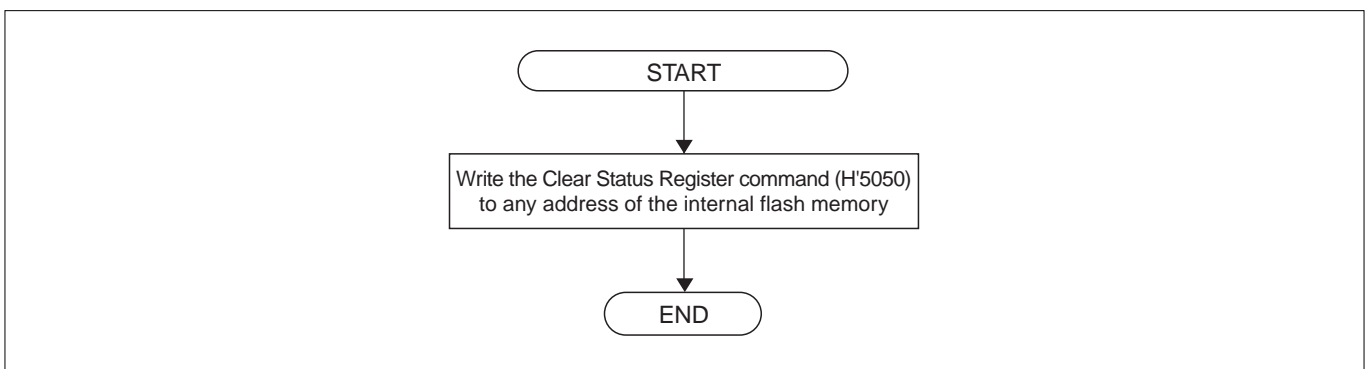 START
Write the Clear Status Register command (H'5050)
to any address of the internal flash memory
END